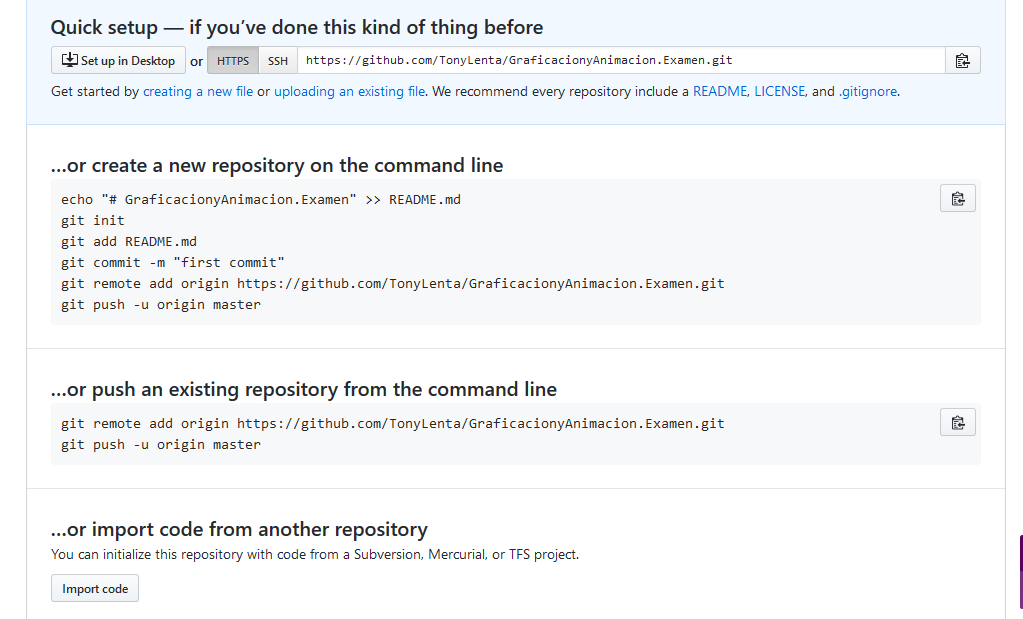 Quick setup — if you’ve done this kind of thing before
Set up in Desktop or HTTPS SSH https://github.com/TonyLenta/GraficacionyAnimacion.Examen.git
Get started by creating a new file or uploading an existing file. We recommend every repository include a README, LICENSE, and .gitignore.
…or create a new repository on the command line
echo "# GraficacionyAnimacion.Examen" >> README.md
git init
git add README.md
git commit -m "first commit"
git remote add origin https://github.com/TonyLenta/GraficacionyAnimacion.Examen.git
git push -u origin master
…or push an existing repository from the command line
git remote add origin https://github.com/TonyLenta/GraficacionyAnimacion.Examen.git
git push -u origin master
…or import code from another repository
You can initialize this repository with code from a Subversion, Mercurial, or TFS project.
Import code